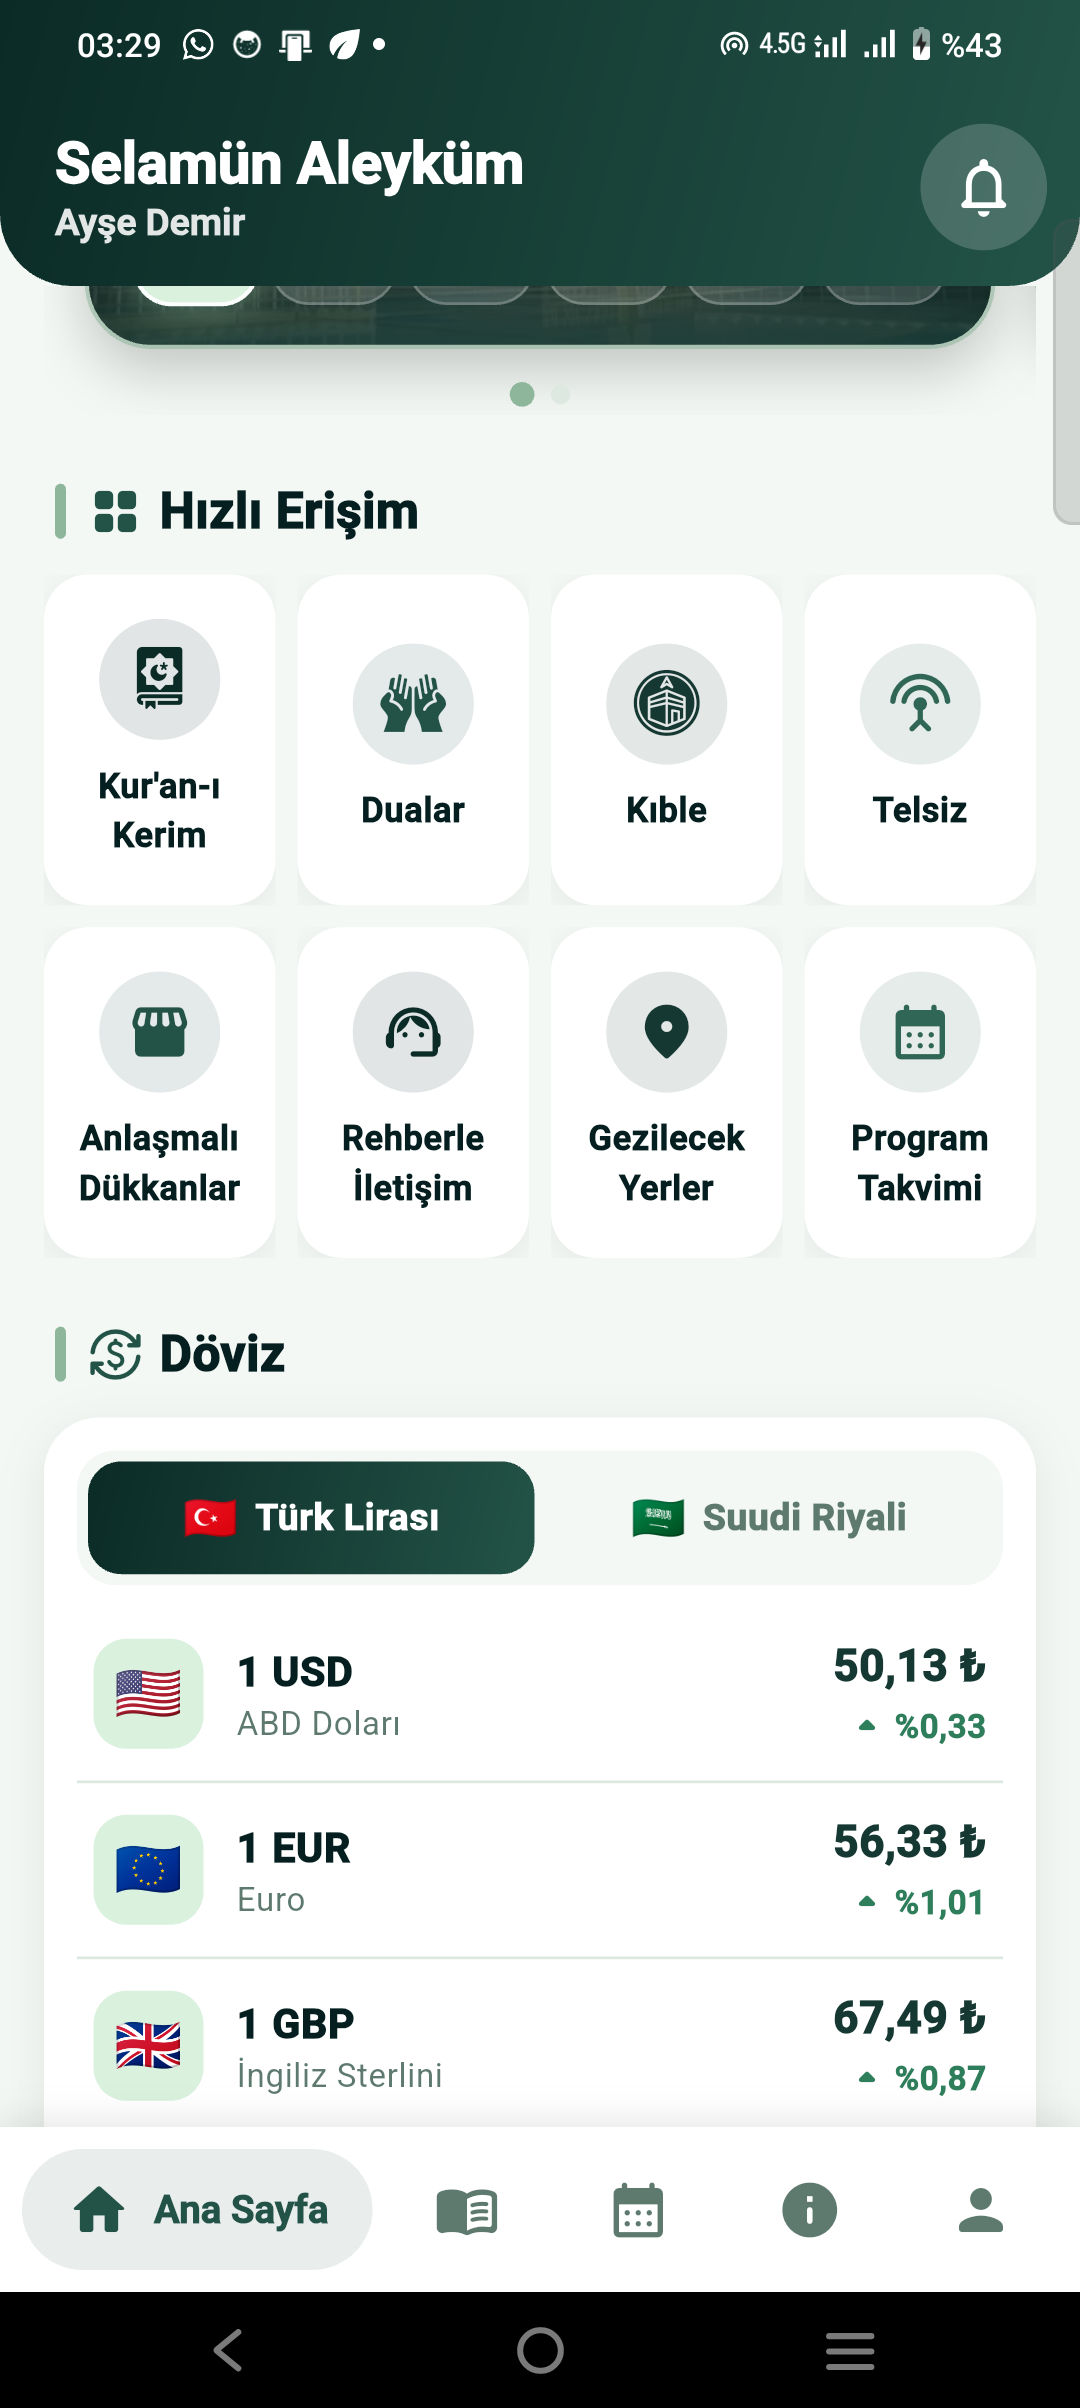 03:29
4.5G
%43
Selamün Aleyküm
Ayşe Demir
Hızlı Erişim
Kur'an-ı
Kerim
Dualar
Kıble
Telsiz
Anlaşmalı
Dükkanlar
Rehberle
İletişim
Gezilecek
Yerler
Program
Takvimi
Döviz
Türk Lirası
Suudi Riyali
1 USD
50,13 ₺
ABD Doları
%0,33
1 EUR
56,33 ₺
Euro
%1,01
1 GBP
67,49 ₺
İngiliz Sterlini
%0,87
Ana Sayfa